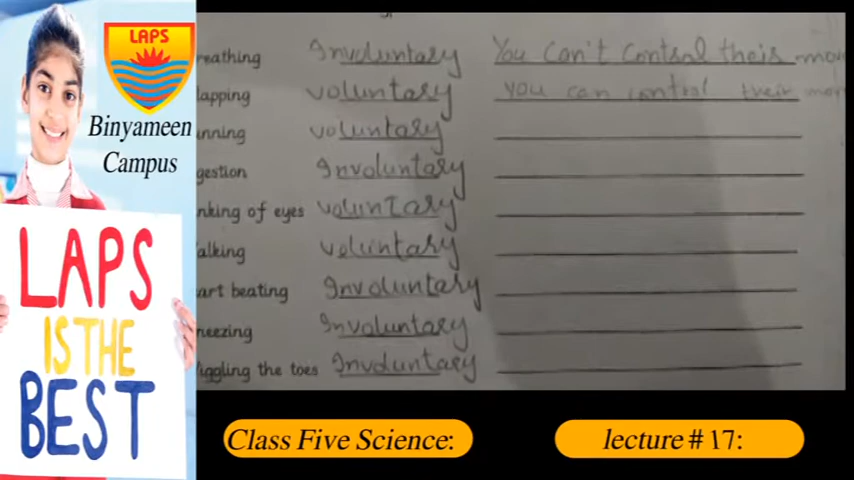 LAPS
Binyameen
Campus
LAPS
IS THE
BEST
reathing Involuntary You can't control their mov
lapping voluntary you can control their mov
unning voluntary
gestion Involuntary
nking of eyes voluntary
alking voluntary
art beating Involuntary
neezing Involuntary
iggling the toes Involuntary
Class Five Science:
lecture # 17: